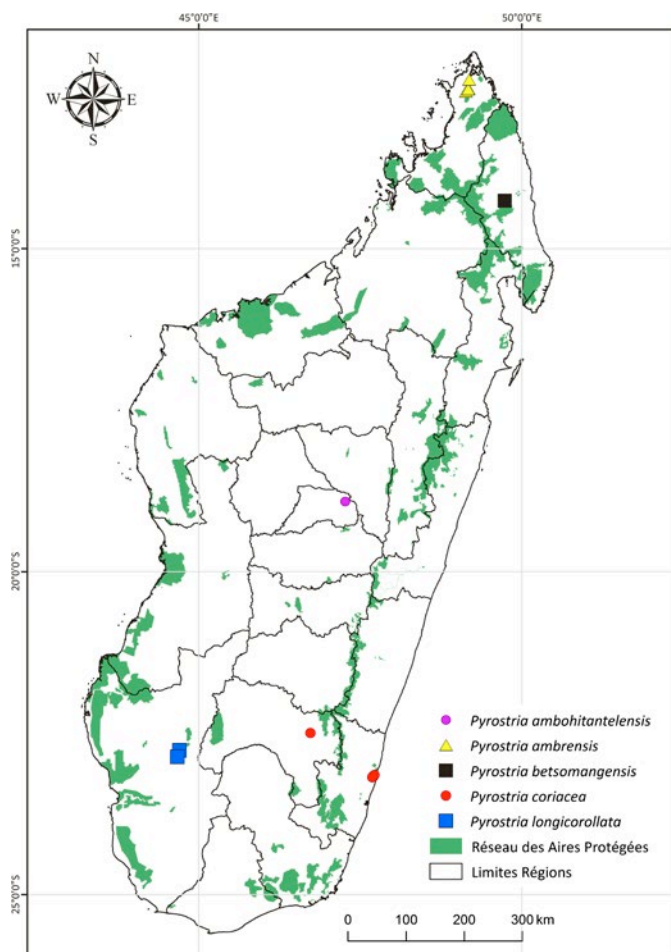 45°0'0"E 50°0'0"E
N
W E
S
15°0'0"S
20°0'0"S
25°0'0"S
Pyrostria ambohitantelensis
Pyrostria ambrensis
Pyrostria betsomangensis
Pyrostria coriacea
Pyrostria longicorollata
Réseau des Aires Protégées
Limites Régions
0 100 200 300 km